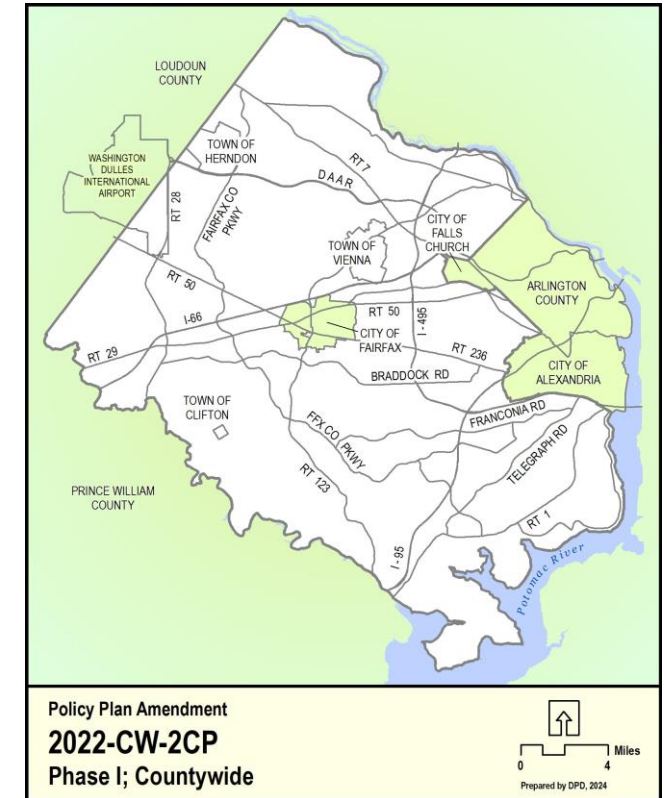 LOUDOUN
COUNTY
WASHINGTON
DULLES
INTERNATIONAL
AIRPORT
TOWN OF
HERNDON
RT 7
DAAR
RT 28
FAIRFAX CO
PKWY
CITY OF
FALLS
CHURCH
TOWN OF
VIENNA
ARLINGTON
COUNTY
RT 50
I-66
RT 50
I-495
CITY OF
FAIRFAX
RT 236
RT 29
BRADDOCK RD
CITY OF
ALEXANDRIA
TOWN OF
CLIFTON
FRANCONIA RD
FFX CO PKWY
TELEGRAPH RD
RT 123
PRINCE WILLIAM
COUNTY
RT 1
I-95
Potomac River
Policy Plan Amendment
2022-CW-2CP
Phase I; Countywide
Miles
0 4
Prepared by DPD, 2024